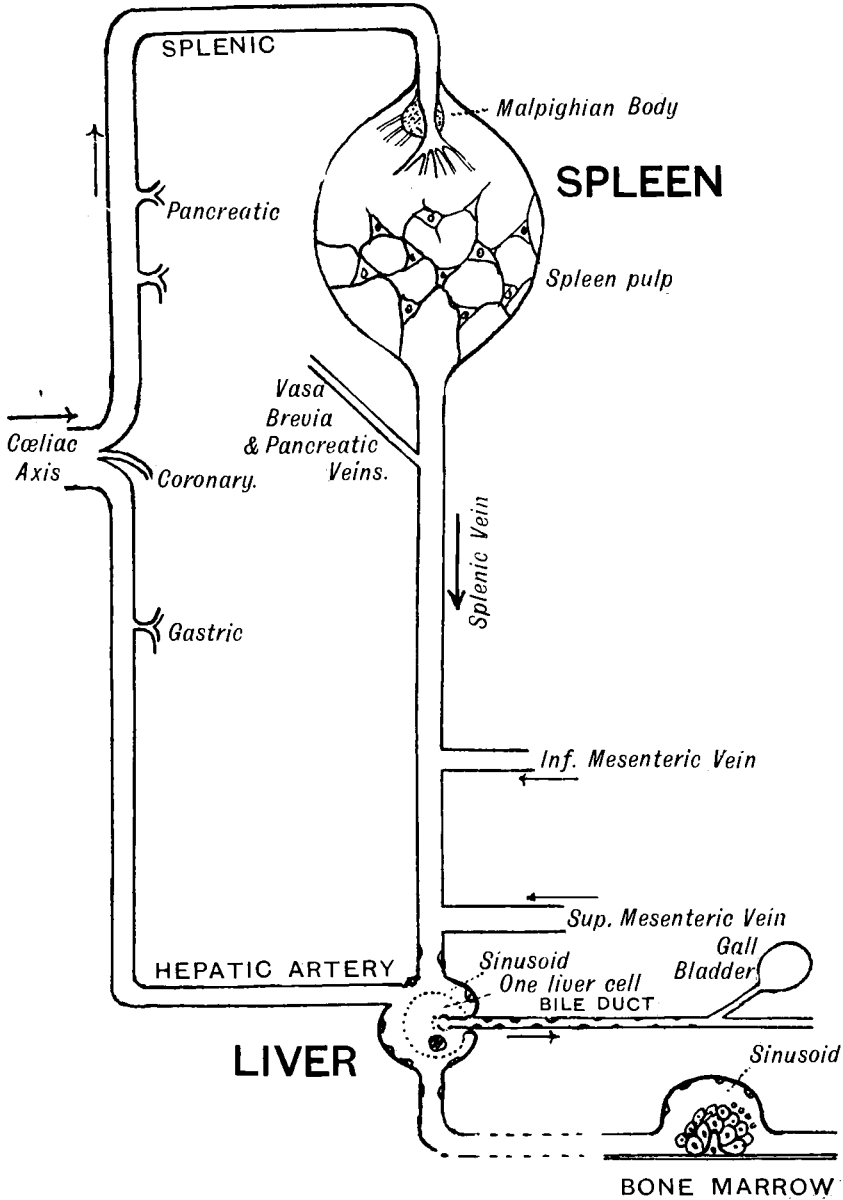 SPLENIC
Malpighian Body
SPLEEN
Pancreatic
Spleen pulp
Vasa
Brevia
& Pancreatic
Veins.
Cœliac
Axis
Coronary.
Splenic Vein
Gastric
Inf. Mesenteric Vein
Sup. Mesenteric Vein
Gall
Bladder
HEPATIC ARTERY
Sinusoid
One liver cell
BILE DUCT
LIVER
Sinusoid
BONE MARROW